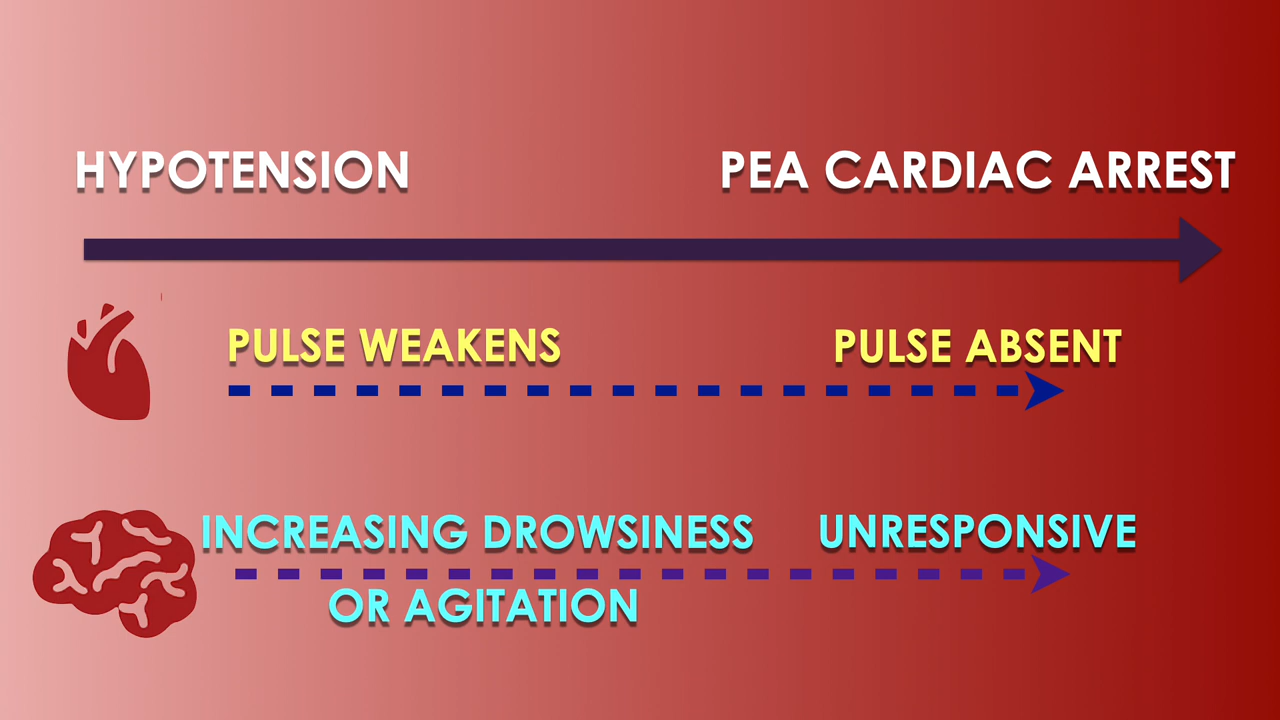 HYPOTENSION
PEA CARDIAC ARREST
PULSE WEAKENS
PULSE ABSENT
INCREASING DROWSINESS
OR AGITATION
UNRESPONSIVE